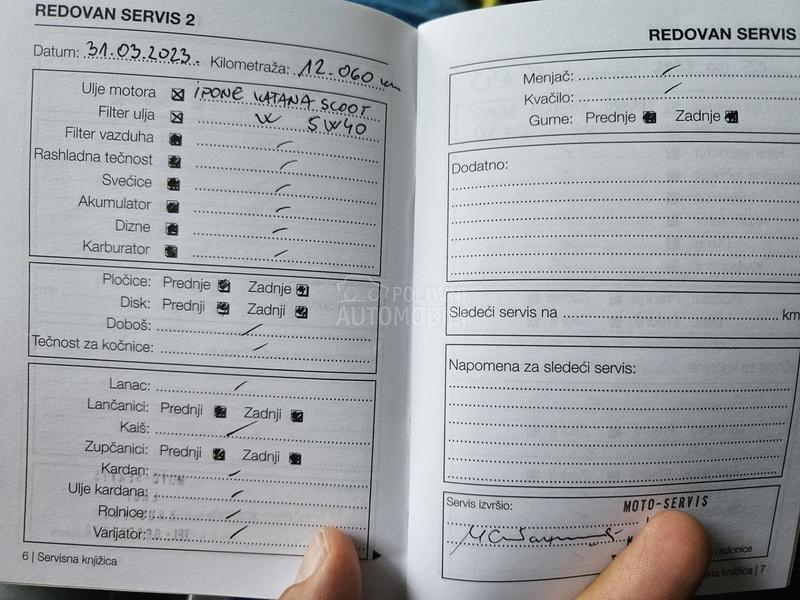 REDOVAN SERVIS 2
Datum: 31.03.2023. Kilometraža: 12.060 km
Ulje motora IPONE KATANA SCOOT
Filter ulja 5W40
Filter vazduha
Rashladna tečnost
Svećice
Akumulator
Dizne
Karburator
Pločice: Prednje Zadnje
Disk: Prednji Zadnji
Doboš:
Tečnost za kočnice:
Lanac:
Lančanici: Prednji Zadnji
Kaiš:
Zupčanici: Prednji Zadnji
Kardan:
Ulje kardana:
Rolnice:
Varijator:
6 | Servisna knjižica
REDOVAN SERVIS
Menjač:
Kvačilo:
Gume: Prednje Zadnje
Dodatno:
Sledeći servis na km
Napomena za sledeći servis:
Servis izvršio: MOTO-SERVIS
radionice
knjižica | 7
POLOVNI
AUTOMOBILI